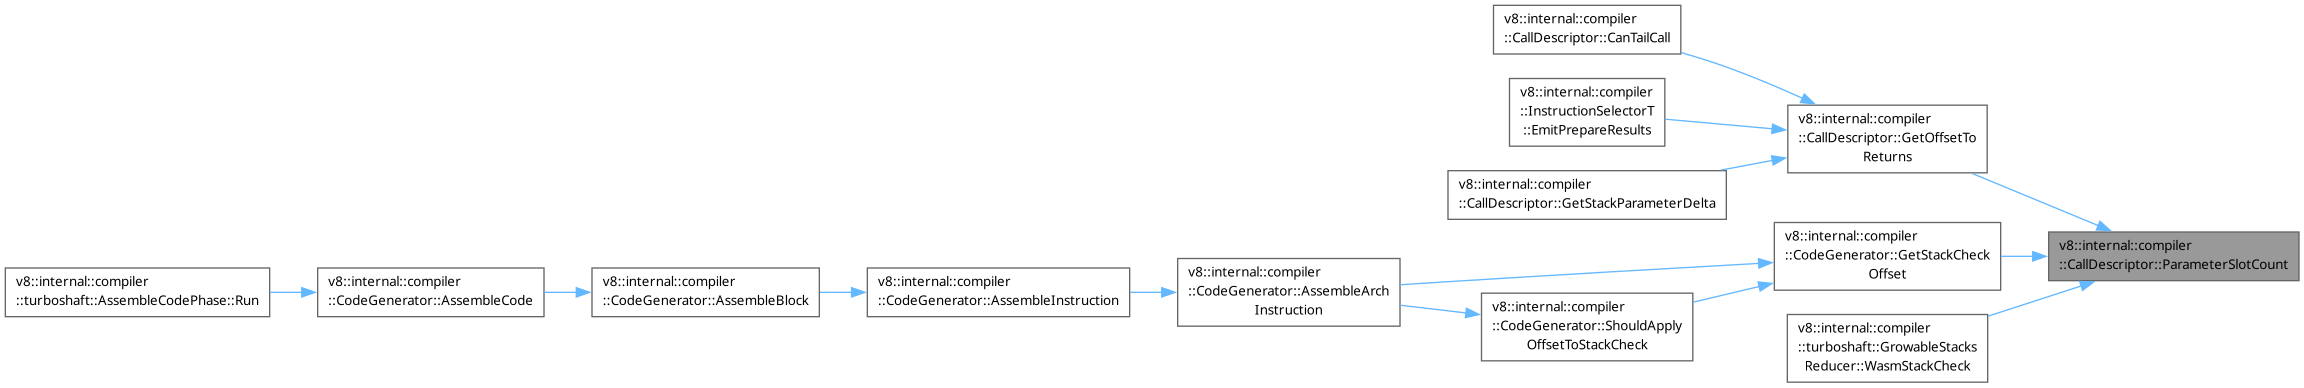 v8::internal::compiler
::CallDescriptor::CanTailCall
v8::internal::compiler
::InstructionSelectorT
::EmitPrepareResults
v8::internal::compiler
::CallDescriptor::GetOffsetTo
Returns
v8::internal::compiler
::CallDescriptor::GetStackParameterDelta
v8::internal::compiler
::CodeGenerator::GetStackCheck
Offset
v8::internal::compiler
::CallDescriptor::ParameterSlotCount
v8::internal::compiler
::turboshaft::AssembleCodePhase::Run
v8::internal::compiler
::CodeGenerator::AssembleCode
v8::internal::compiler
::CodeGenerator::AssembleBlock
v8::internal::compiler
::CodeGenerator::AssembleInstruction
v8::internal::compiler
::CodeGenerator::AssembleArch
Instruction
v8::internal::compiler
::CodeGenerator::ShouldApply
OffsetToStackCheck
v8::internal::compiler
::turboshaft::GrowableStacks
Reducer::WasmStackCheck